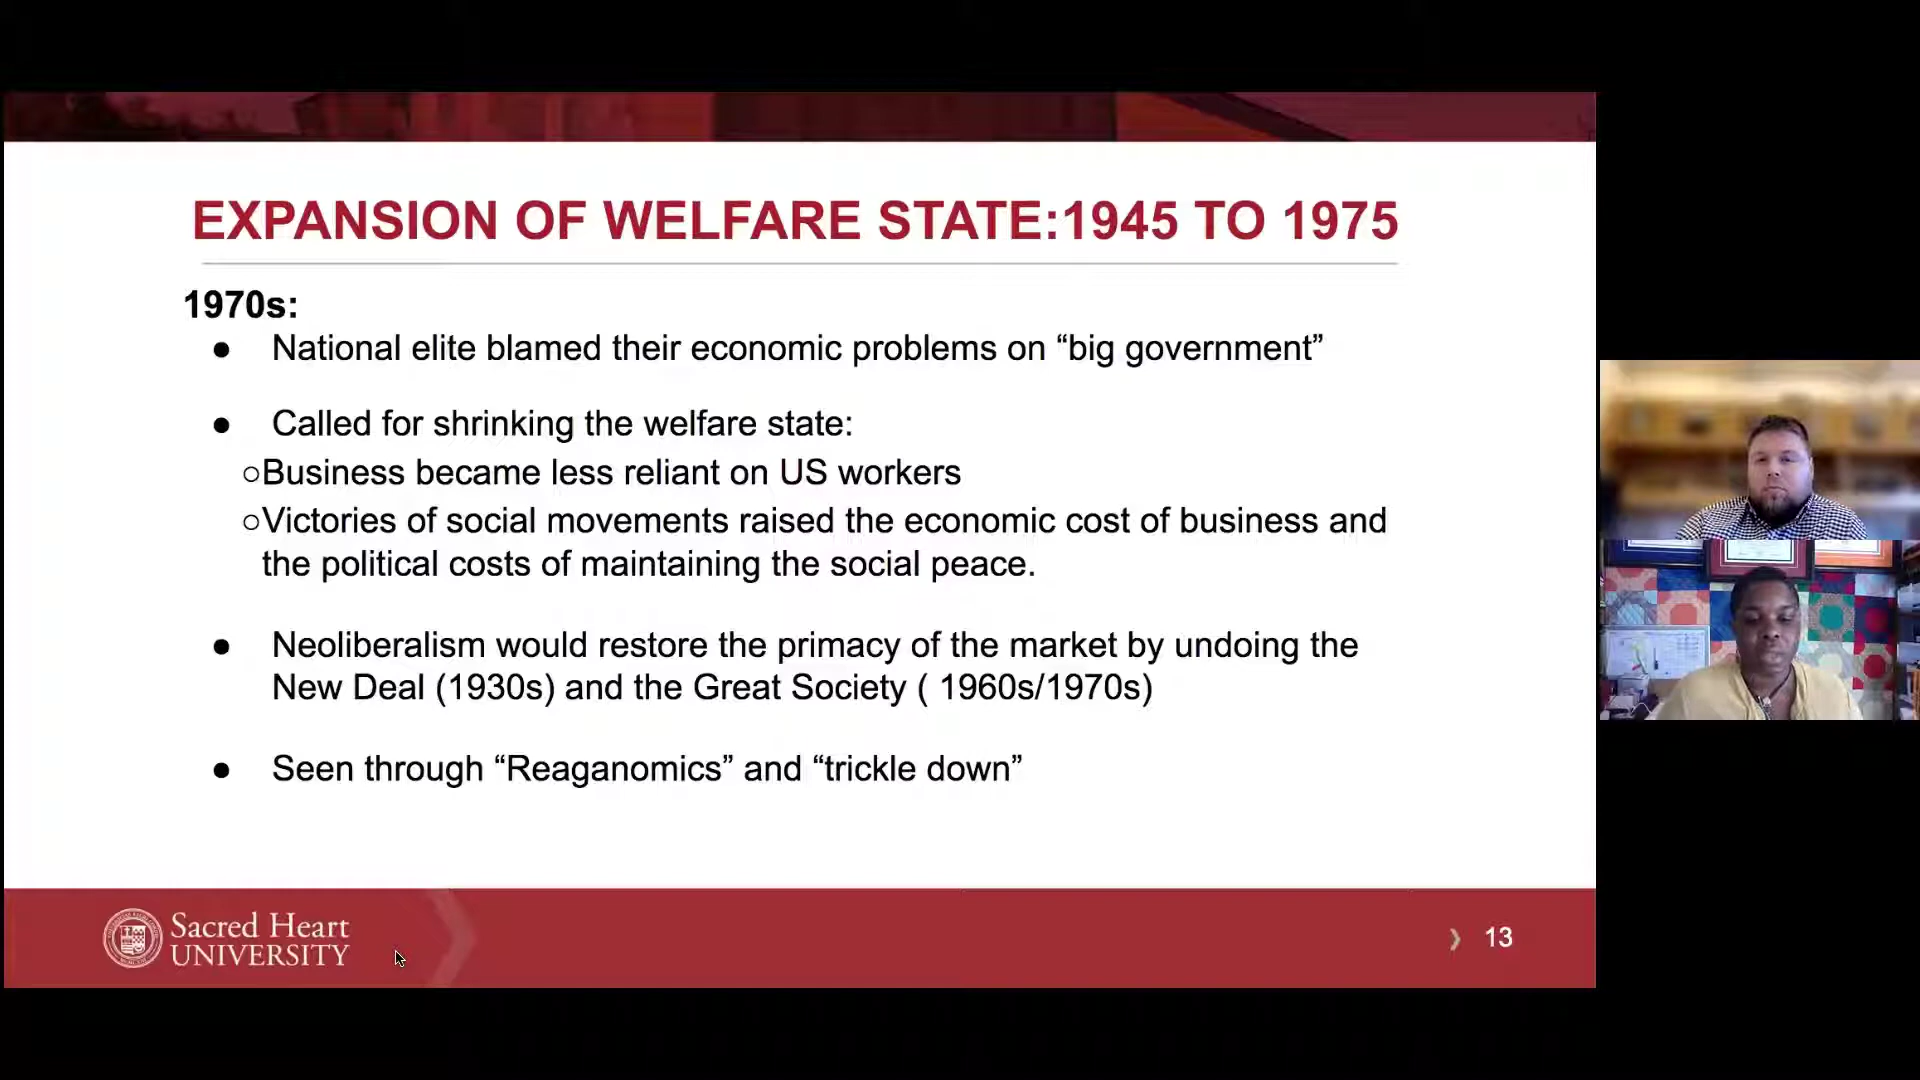 EXPANSION OF WELFARE STATE:1945 TO 1975
1970s:
● National elite blamed their economic problems on “big government”
● Called for shrinking the welfare state:
○Business became less reliant on US workers
○Victories of social movements raised the economic cost of business and
the political costs of maintaining the social peace.
● Neoliberalism would restore the primacy of the market by undoing the
New Deal (1930s) and the Great Society ( 1960s/1970s)
● Seen through “Reaganomics” and “trickle down”
Sacred Heart
UNIVERSITY
13